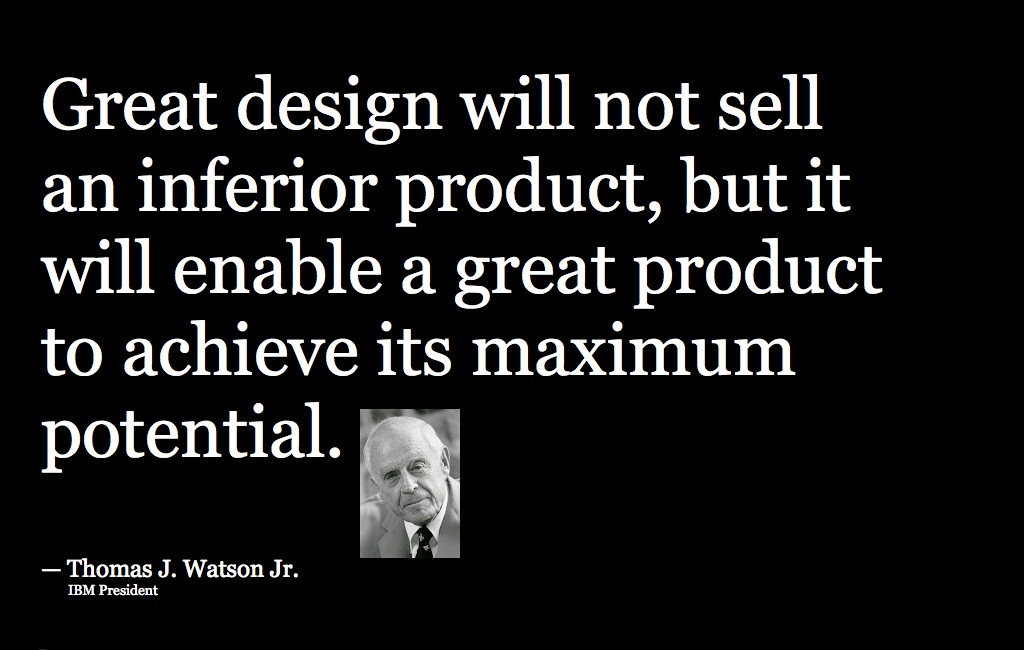 Great design will not sell
an inferior product, but it
will enable a great product
to achieve its maximum
potential.
— Thomas J. Watson Jr.
IBM President